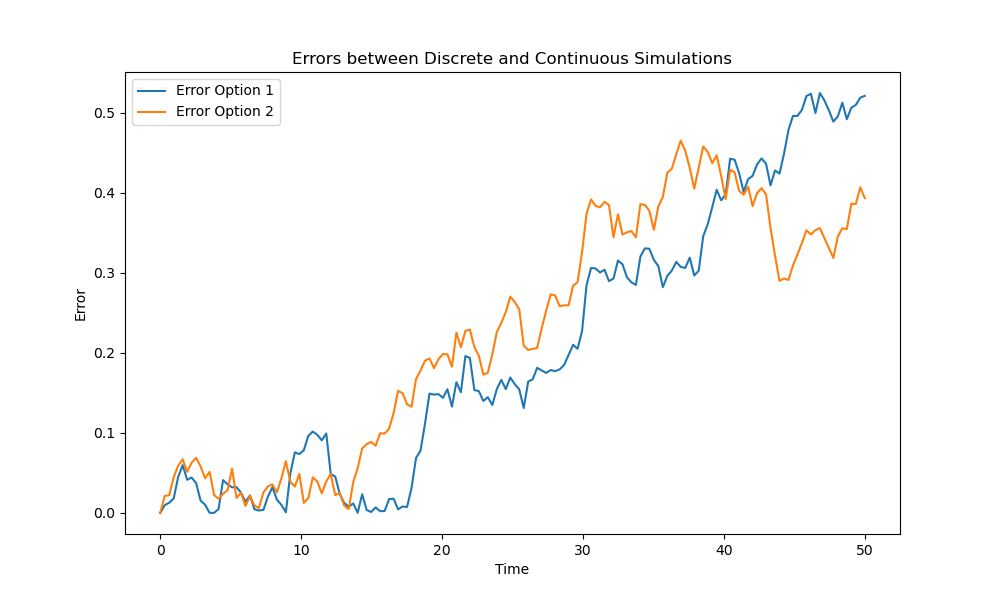 Errors between Discrete and Continuous Simulations
Error Option 1
Error Option 2
0.5
0.4
0.3
0.2
0.1
0.0
Error
0 10 20 30 40 50
Time